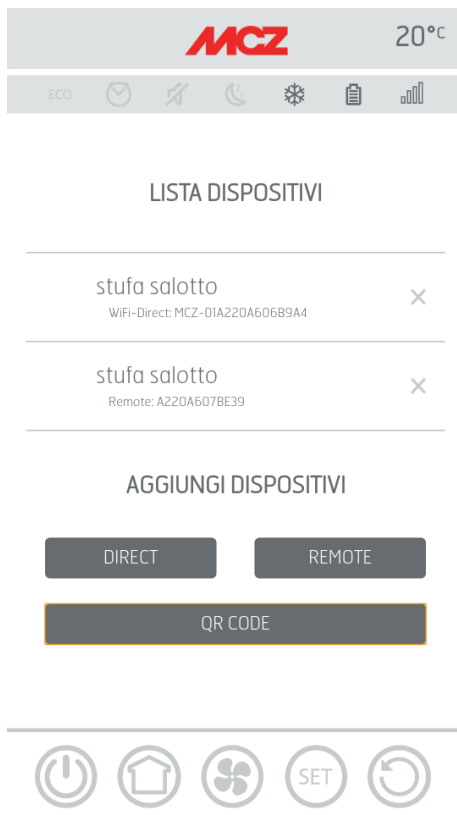 MCZ
20°C
ECO
LISTA DISPOSITIVI
stufa salotto
WiFi-Direct: MCZ-01A220A606B9A4
stufa salotto
Remote: A220A607BE39
AGGIUNGI DISPOSITIVI
DIRECT
REMOTE
QR CODE
SET